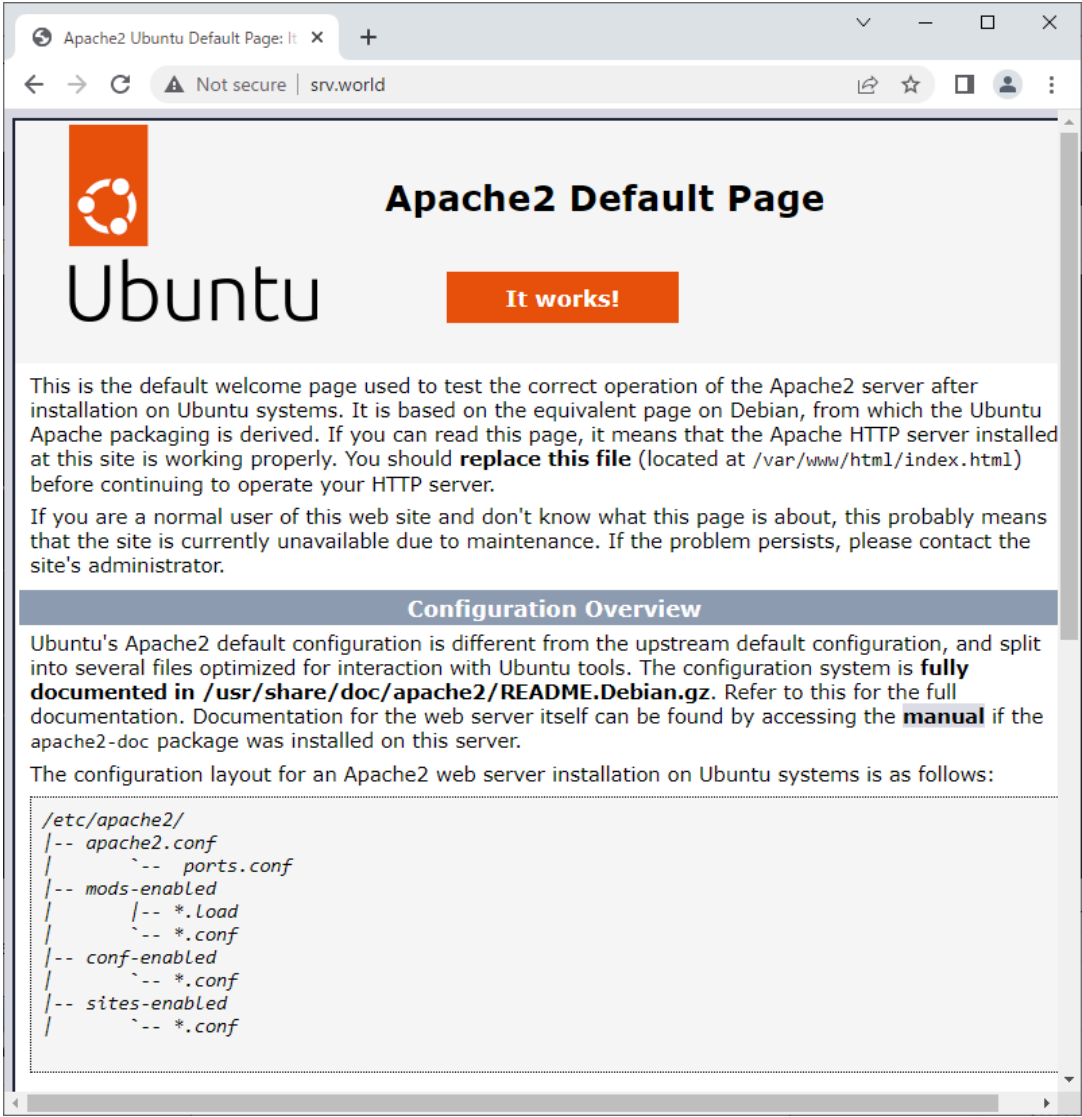 Apache2 Ubuntu Default Page: It
Not secure | srv.world
Ubuntu
Apache2 Default Page
It works!
This is the default welcome page used to test the correct operation of the Apache2 server after
installation on Ubuntu systems. It is based on the equivalent page on Debian, from which the Ubuntu
Apache packaging is derived. If you can read this page, it means that the Apache HTTP server installed
at this site is working properly. You should replace this file (located at /var/www/html/index.html)
before continuing to operate your HTTP server.
If you are a normal user of this web site and don't know what this page is about, this probably means
that the site is currently unavailable due to maintenance. If the problem persists, please contact the
site's administrator.
Configuration Overview
Ubuntu's Apache2 default configuration is different from the upstream default configuration, and split
into several files optimized for interaction with Ubuntu tools. The configuration system is fully
documented in /usr/share/doc/apache2/README.Debian.gz. Refer to this for the full
documentation. Documentation for the web server itself can be found by accessing the manual if the
apache2-doc package was installed on this server.
The configuration layout for an Apache2 web server installation on Ubuntu systems is as follows:
/etc/apache2/
|-- apache2.conf
|       `--  ports.conf
|-- mods-enabled
|       |-- *.load
|       `-- *.conf
|-- conf-enabled
|       `-- *.conf
|-- sites-enabled
|       `-- *.conf